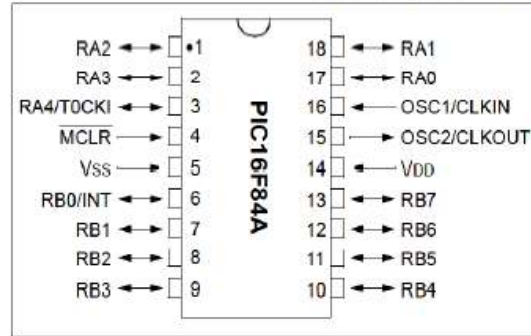 RA2 •1 18 RA1
RA3 2 17 RA0
RA4/T0CKI 3 16 OSC1/CLKIN
MCLR 4 15 OSC2/CLKOUT
VSS 5 14 VDD
RB0/INT 6 13 RB7
RB1 7 12 RB6
RB2 8 11 RB5
RB3 9 10 RB4
PIC16F84A